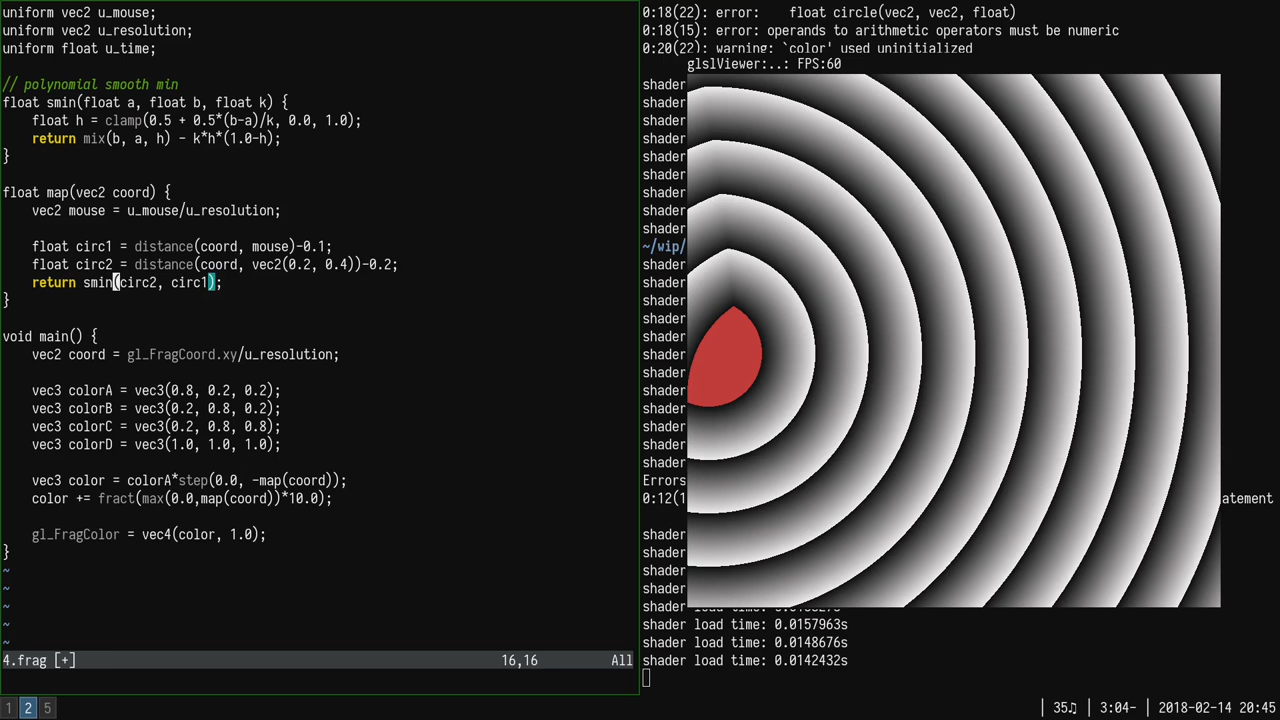 uniform vec2 u_mouse;
uniform vec2 u_resolution;
uniform float u_time;
// polynomial smooth min
float smin(float a, float b, float k) {
float h = clamp(0.5 + 0.5*(b-a)/k, 0.0, 1.0);
return mix(b, a, h) - k*h*(1.0-h);
}
float map(vec2 coord) {
vec2 mouse = u_mouse/u_resolution;
float circ1 = distance(coord, mouse)-0.1;
float circ2 = distance(coord, vec2(0.2, 0.4))-0.2;
return smin(circ2, circ1);
}
void main() {
vec2 coord = gl_FragCoord.xy/u_resolution;
vec3 colorA = vec3(0.8, 0.2, 0.2);
vec3 colorB = vec3(0.2, 0.8, 0.2);
vec3 colorC = vec3(0.2, 0.8, 0.8);
vec3 colorD = vec3(1.0, 1.0, 1.0);
vec3 color = colorA*step(0.0, -map(coord));
color += fract(max(0.0,map(coord))*10.0);
gl_FragColor = vec4(color, 1.0);
}
~
~
~
~
~
4.frag [+] 16,16 All
0:18(22): error: float circle(vec2, vec2, float)
0:18(15): error: operands to arithmetic operators must be numeric
0:20(22): warning: `color' used uninitialized
glslViewer:..: FPS:60
shader
shader
shader
shader
shader
shader
shader
shader
shader
~/wip/
shader
shader
shader
shader
shader
shader
shader
shader
shader
shader
shader
shader
Errors
0:12(1 atement
shader
shader
shader
shader
shader load time:
shader load time: 0.0157963s
shader load time: 0.0148676s
shader load time: 0.0142432s
1 2 5
| 35♫ | 3:04- | 2018-02-14 20:45